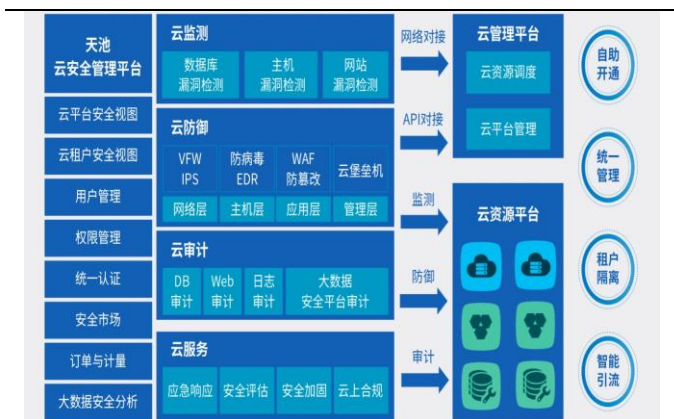 天池
云安全管理平台
云平台安全视图
云租户安全视图
用户管理
权限管理
统一认证
安全市场
订单与计量
大数据安全分析
云监测
数据库
漏洞检测
主机
漏洞检测
网站
漏洞检测
云防御
VFW
IPS
防病毒
EDR
WAF
防篡改
云堡垒机
网络层
主机层
应用层
管理层
云审计
DB
审计
Web
审计
日志
审计
大数据
安全平台审计
云服务
应急响应
安全评估
安全加固
云上合规
网络对接
API对接
监测
防御
审计
云管理平台
云资源调度
云平台管理
云资源平台
自助
开通
统一
管理
租户
隔离
智能
引流